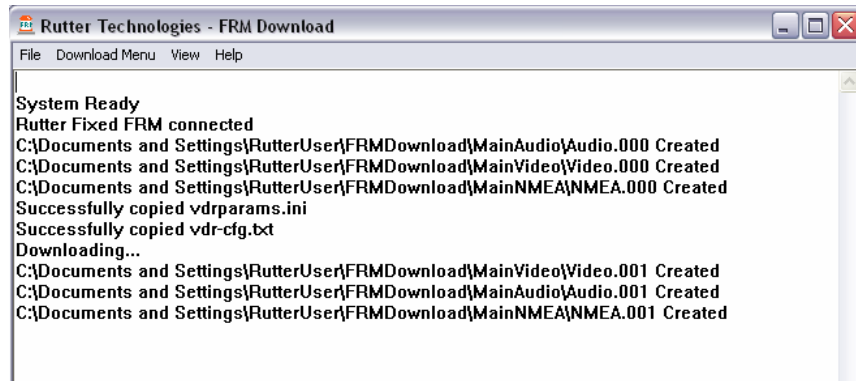 FRM
Rutter Technologies - FRM Download
File Download Menu View Help
System Ready
Rutter Fixed FRM connected
C:\Documents and Settings\RutterUser\FRMDownload\MainAudio\Audio.000 Created
C:\Documents and Settings\RutterUser\FRMDownload\MainVideo\Video.000 Created
C:\Documents and Settings\RutterUser\FRMDownload\MainNMEA\NMEA.000 Created
Successfully copied vdrparams.ini
Successfully copied vdr-cfg.txt
Downloading...
C:\Documents and Settings\RutterUser\FRMDownload\MainVideo\Video.001 Created
C:\Documents and Settings\RutterUser\FRMDownload\MainAudio\Audio.001 Created
C:\Documents and Settings\RutterUser\FRMDownload\MainNMEA\NMEA.001 Created